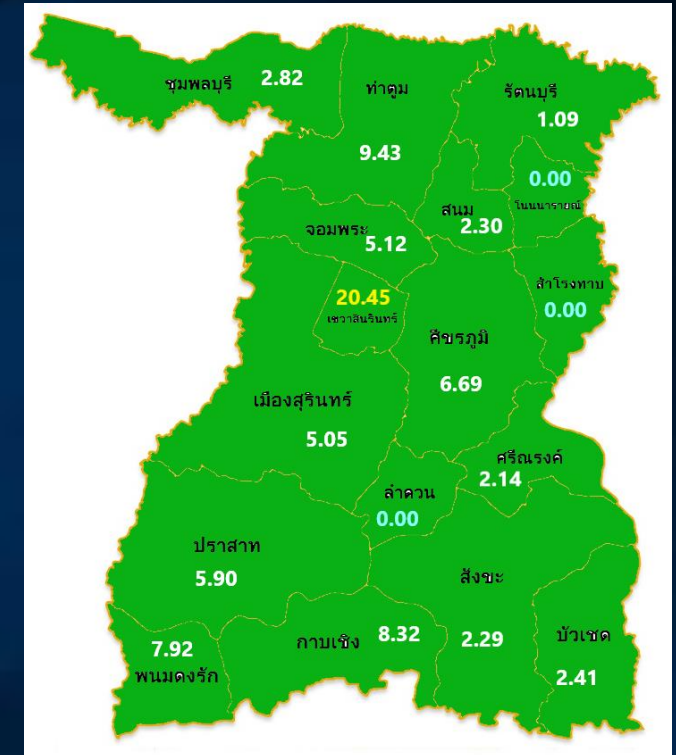 ชุมพลบุรี 2.82
ท่าตูม
9.43
รัตนบุรี
1.09
0.00
โนนนารายณ์
สนม
2.30
จอมพระ
5.12
20.45
เขวาสินรินทร์
สำโรงทาบ
0.00
ศีขรภูมิ
6.69
เมืองสุรินทร์
5.05
ศรีณรงค์
2.14
ลำดวน
0.00
ปราสาท
5.90
สังขะ
2.29
บัวเชด
2.41
กาบเชิง 8.32
7.92
พนมดงรัก